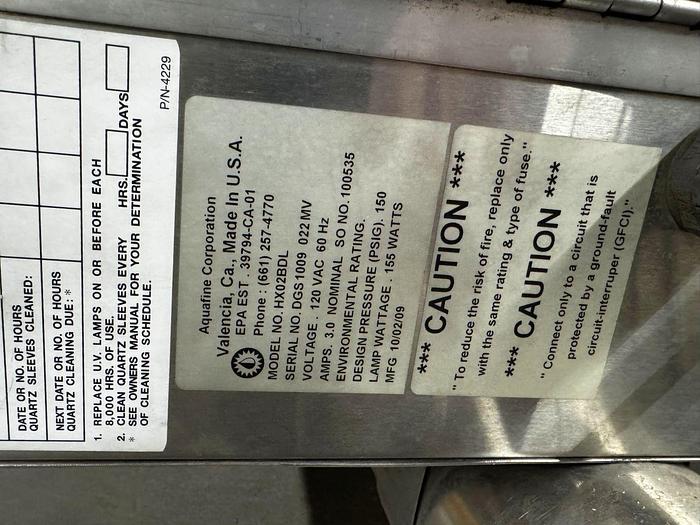 DATE OR NO. OF HOURS
QUARTZ SLEEVES CLEANED:
NEXT DATE OR NO. OF HOURS
QUARTZ CLEANING DUE: *
1. REPLACE U.V. LAMPS ON OR BEFORE EACH
8,000 HRS. OF USE.
2. CLEAN QUARTZ SLEEVES EVERY HRS. DAYS
* SEE OWNERS MANUAL FOR YOUR DETERMINATION
OF CLEANING SCHEDULE.
P/N-4229
Aquafine Corporation
Valencia, Ca., Made In U.S.A.
EPA EST. 39794-CA-01
Phone : (661) 257-4770
MODEL NO. HX02BDL
SERIAL NO. DGS1009 022MV
VOLTAGE . 120 VAC 60 Hz
AMPS. 3.0 NOMINAL SO NO. 100535
ENVIRONMENTAL RATING.
DESIGN PRESSURE (PSIG). 150
LAMP WATTAGE . 155 WATTS
MFG 10/02/09
*** CAUTION ***
" To reduce the risk of fire, replace only
with the same rating & type of fuse."
*** CAUTION ***
" Connect only to a circuit that is
protected by a ground-fault
circuit-interruper (GFCI)."